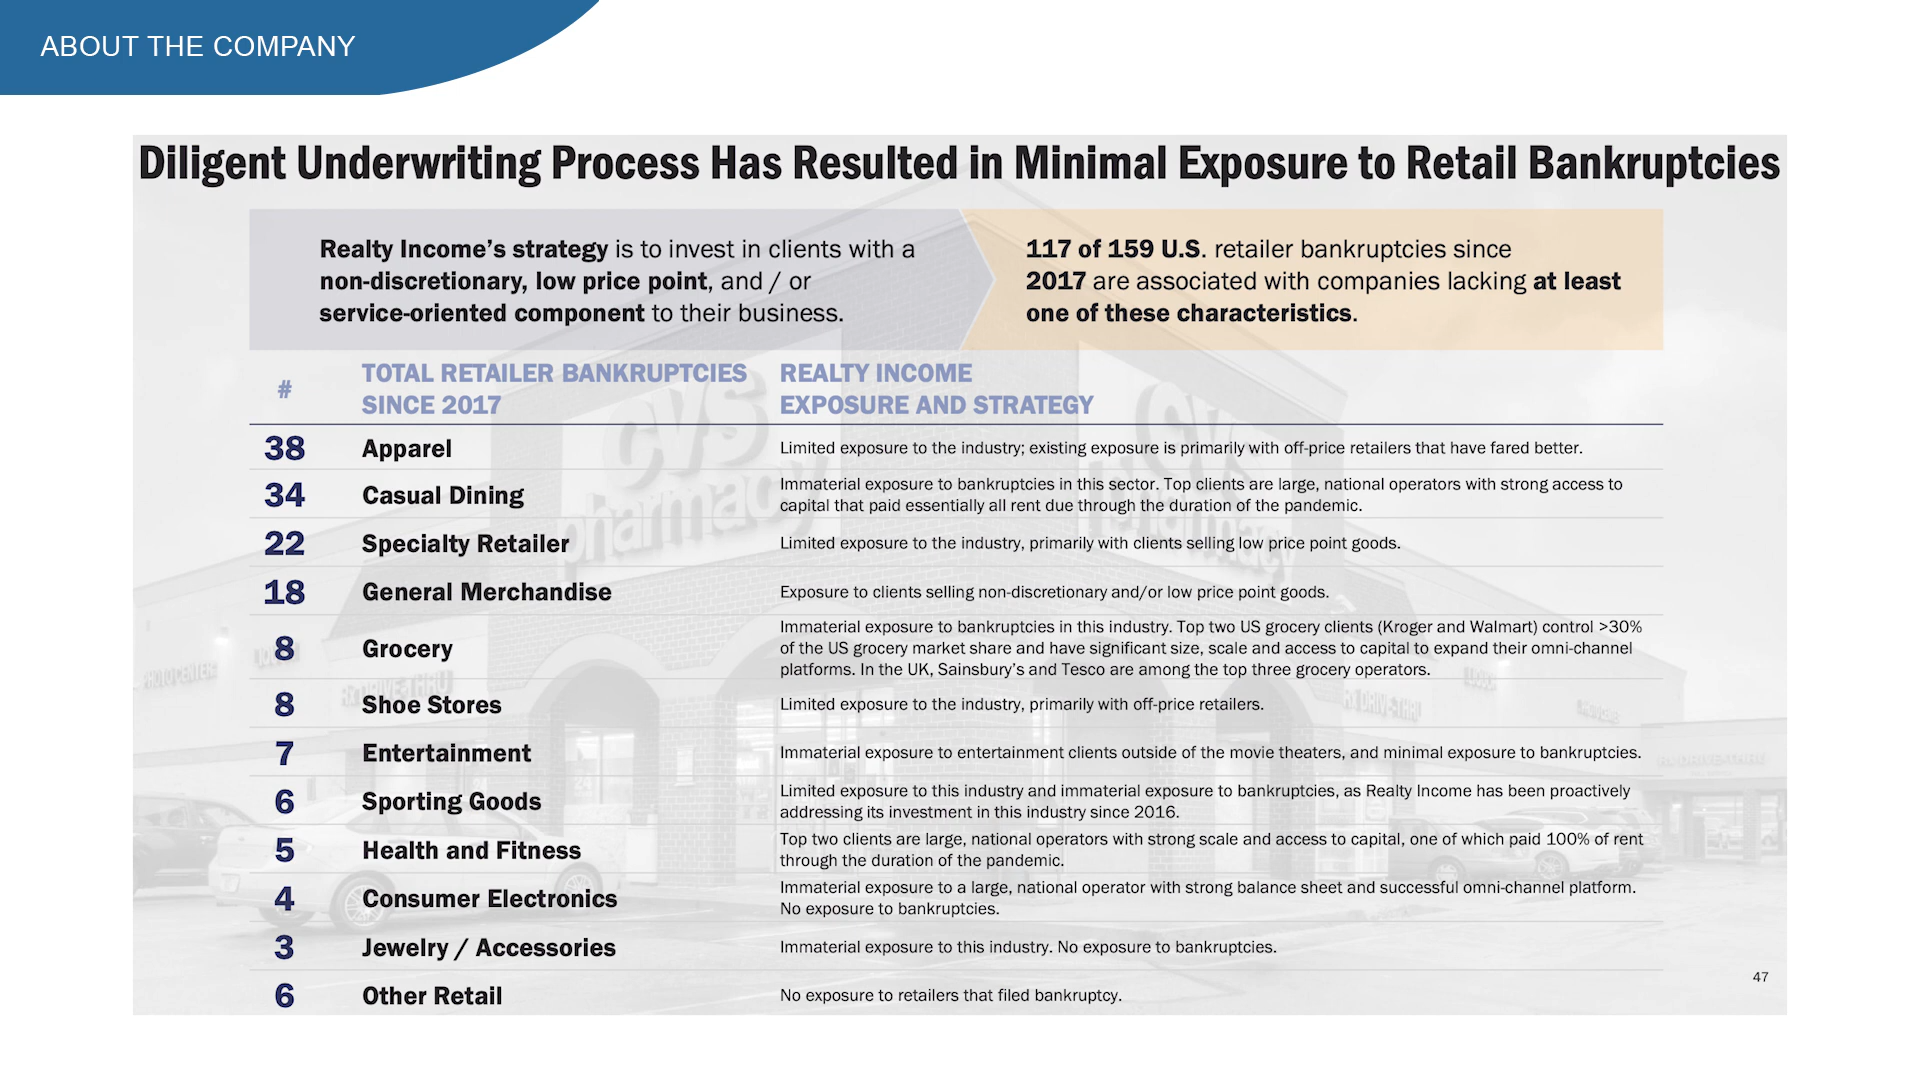 ABOUT THE COMPANY
Diligent Underwriting Process Has Resulted in Minimal Exposure to Retail Bankruptcies
Realty Income’s strategy is to invest in clients with a
non-discretionary, low price point, and / or
service-oriented component to their business.
117 of 159 U.S. retailer bankruptcies since
2017 are associated with companies lacking at least
one of these characteristics.
#
TOTAL RETAILER BANKRUPTCIES
SINCE 2017
REALTY INCOME
EXPOSURE AND STRATEGY
38 Apparel Limited exposure to the industry; existing exposure is primarily with off-price retailers that have fared better.
34 Casual Dining
Immaterial exposure to bankruptcies in this sector. Top clients are large, national operators with strong access to
capital that paid essentially all rent due through the duration of the pandemic.
22 Specialty Retailer Limited exposure to the industry, primarily with clients selling low price point goods.
18 General Merchandise Exposure to clients selling non-discretionary and/or low price point goods.
8 Grocery
Immaterial exposure to bankruptcies in this industry. Top two US grocery clients (Kroger and Walmart) control >30%
of the US grocery market share and have significant size, scale and access to capital to expand their omni-channel
platforms. In the UK, Sainsbury’s and Tesco are among the top three grocery operators.
8 Shoe Stores Limited exposure to the industry, primarily with off-price retailers.
7 Entertainment Immaterial exposure to entertainment clients outside of the movie theaters, and minimal exposure to bankruptcies.
6 Sporting Goods
Limited exposure to this industry and immaterial exposure to bankruptcies, as Realty Income has been proactively
addressing its investment in this industry since 2016.
5 Health and Fitness
Top two clients are large, national operators with strong scale and access to capital, one of which paid 100% of rent
through the duration of the pandemic.
4 Consumer Electronics
Immaterial exposure to a large, national operator with strong balance sheet and successful omni-channel platform.
No exposure to bankruptcies.
3 Jewelry / Accessories Immaterial exposure to this industry. No exposure to bankruptcies.
6 Other Retail No exposure to retailers that filed bankruptcy.
47
CVS
pharmacy
CVS
pharmacy
PHOTO CENTER
RX DRIVE-THRU
RX DRIVE-THRU